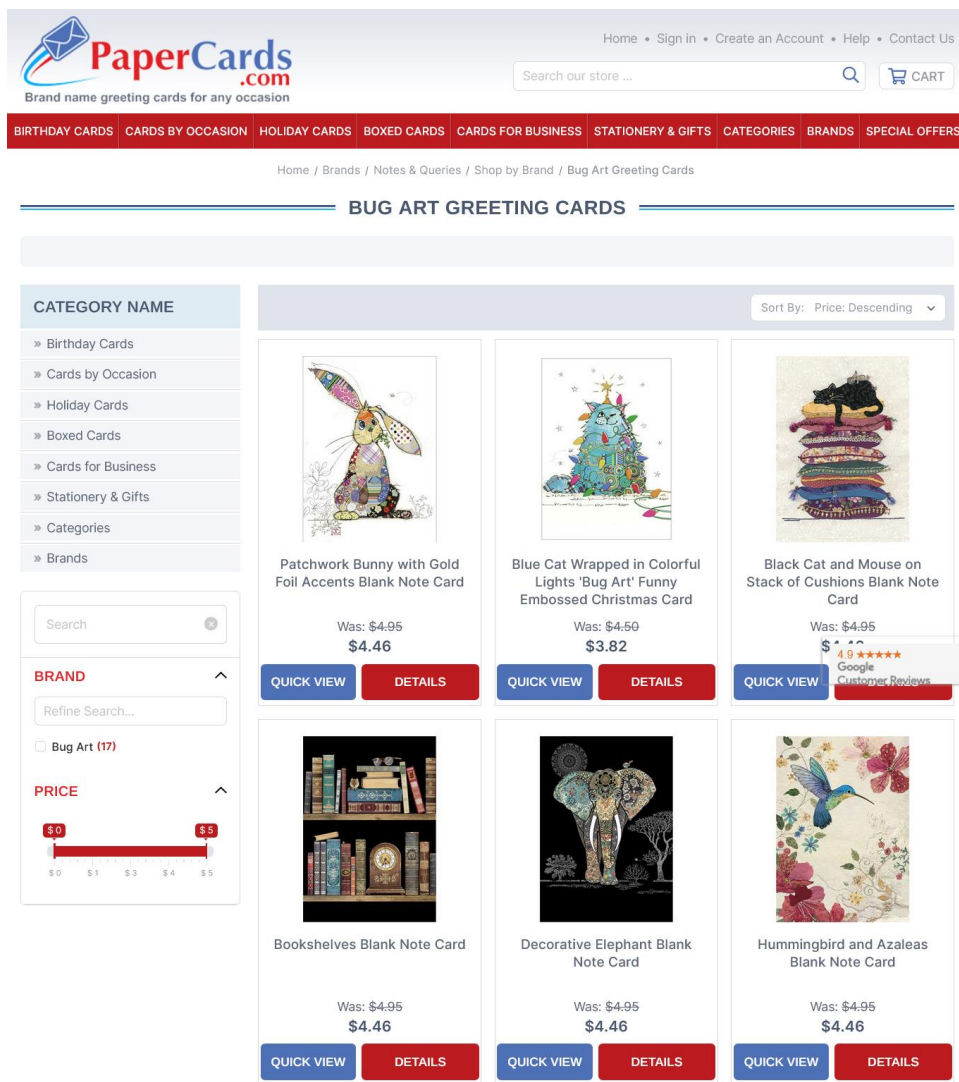 PaperCards
.com
Brand name greeting cards for any occasion
Home • Sign in • Create an Account • Help • Contact Us
Search our store ...
CART
BIRTHDAY CARDS CARDS BY OCCASION HOLIDAY CARDS BOXED CARDS CARDS FOR BUSINESS STATIONERY & GIFTS CATEGORIES BRANDS SPECIAL OFFERS
Home / Brands / Notes & Queries / Shop by Brand / Bug Art Greeting Cards
BUG ART GREETING CARDS
CATEGORY NAME
» Birthday Cards
» Cards by Occasion
» Holiday Cards
» Boxed Cards
» Cards for Business
» Stationery & Gifts
» Categories
» Brands
Search
BRAND
Refine Search...
Bug Art (17)
PRICE
$ 0 $ 5
$ 0 $ 1 $ 3 $ 4 $ 5
Sort By: Price: Descending
Patchwork Bunny with Gold
Foil Accents Blank Note Card
Was: $4.95
$4.46
QUICK VIEW DETAILS
Blue Cat Wrapped in Colorful
Lights 'Bug Art' Funny
Embossed Christmas Card
Was: $4.50
$3.82
QUICK VIEW DETAILS
Black Cat and Mouse on
Stack of Cushions Blank Note
Card
Was: $4.95
QUICK VIEW
4.9 ★★★★★
Google
Customer Reviews
Bookshelves Blank Note Card
Was: $4.95
$4.46
QUICK VIEW DETAILS
Decorative Elephant Blank
Note Card
Was: $4.95
$4.46
QUICK VIEW DETAILS
Hummingbird and Azaleas
Blank Note Card
Was: $4.95
$4.46
QUICK VIEW DETAILS